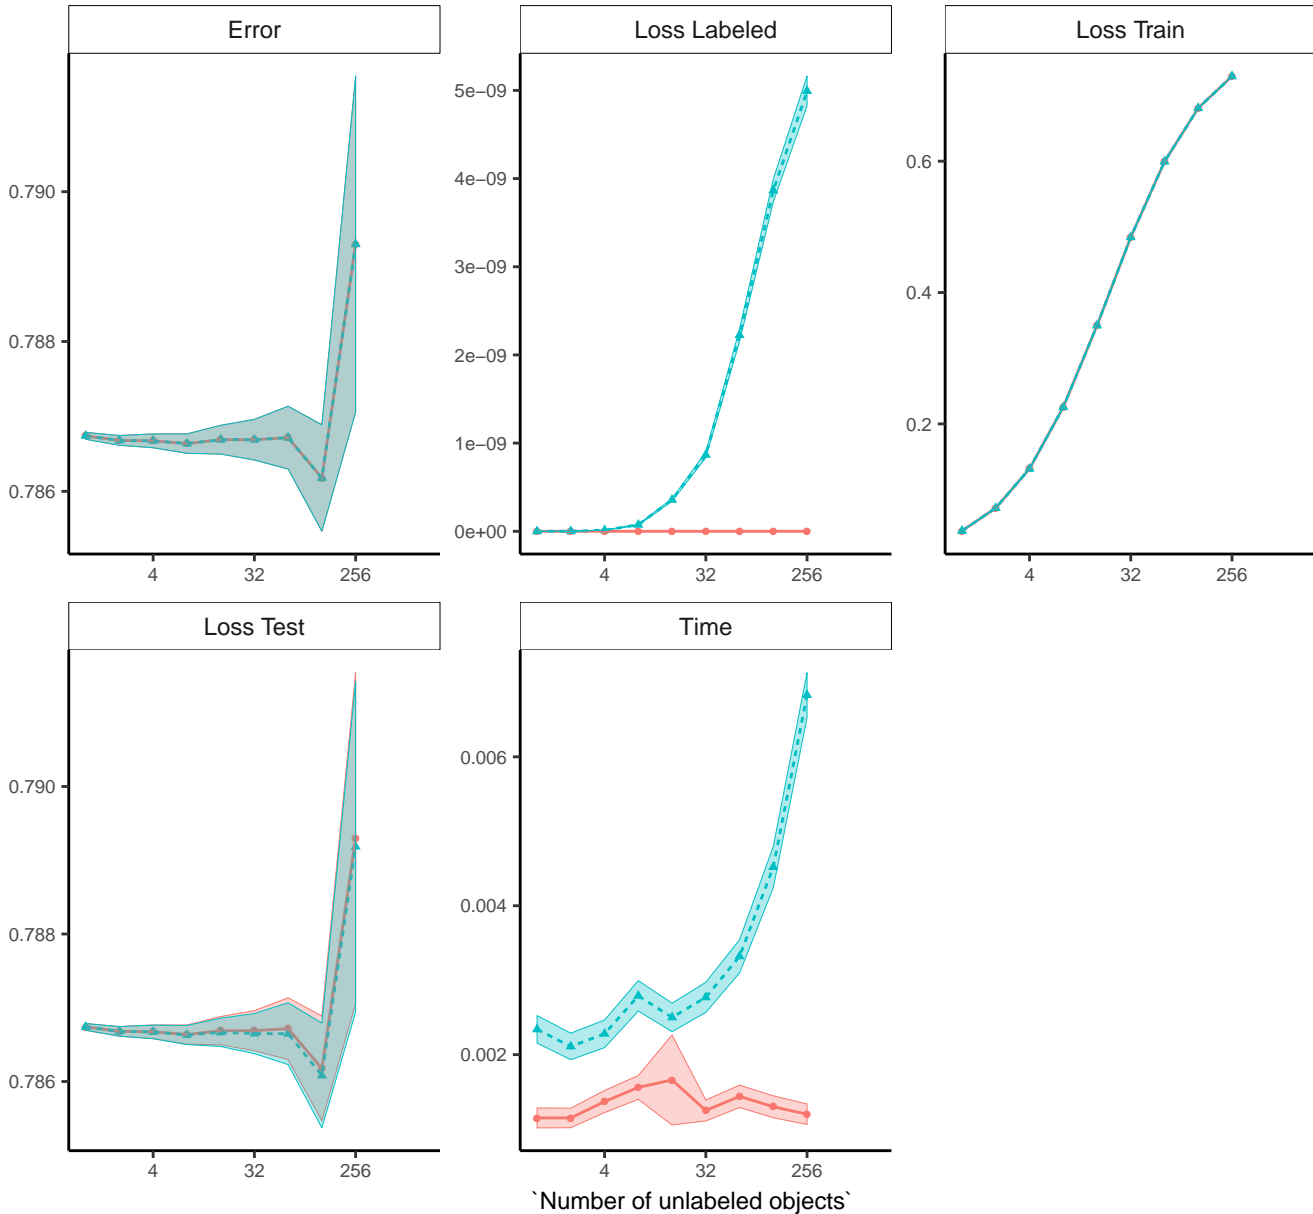 Error
Loss Labeled
Loss Train
0.790
0.788
0.786
4
32
256
5e−09
4e−09
3e−09
2e−09
1e−09
0e+00
4
32
256
0.6
0.4
0.2
4
32
256
Loss Test
Time
0.790
0.788
0.786
4
32
256
0.006
0.004
0.002
4
32
256
`Number of unlabeled objects`